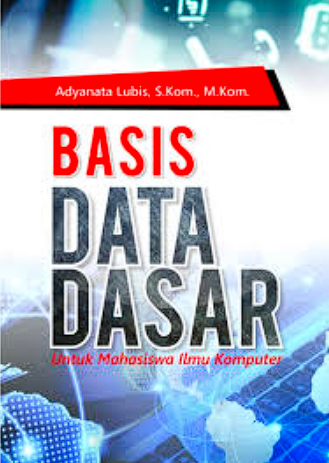 Adyanata Lubis, S.Kom., M.Kom.
BASIS
DATA
DASAR
Untuk Mahasiswa Ilmu Komputer